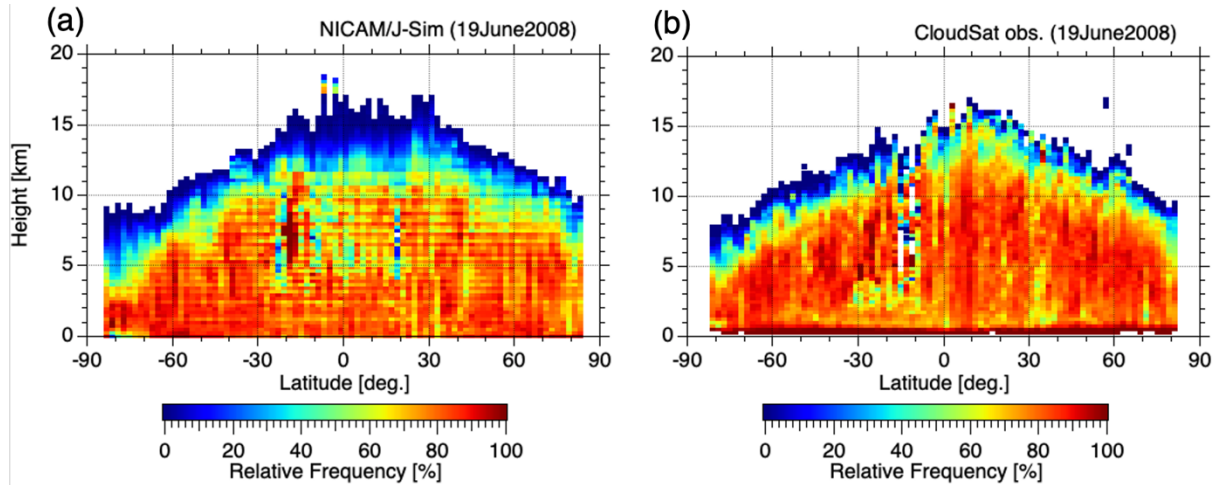 (a)
NICAM/J-Sim (19June2008)
20
15
10
5
0
Height [km]
-90 -60 -30 0 30 60 90
Latitude [deg.]
0 20 40 60 80 100
Relative Frequency [%]
(b)
CloudSat obs. (19June2008)
20
15
10
5
0
-90 -60 -30 0 30 60 90
Latitude [deg.]
0 20 40 60 80 100
Relative Frequency [%]